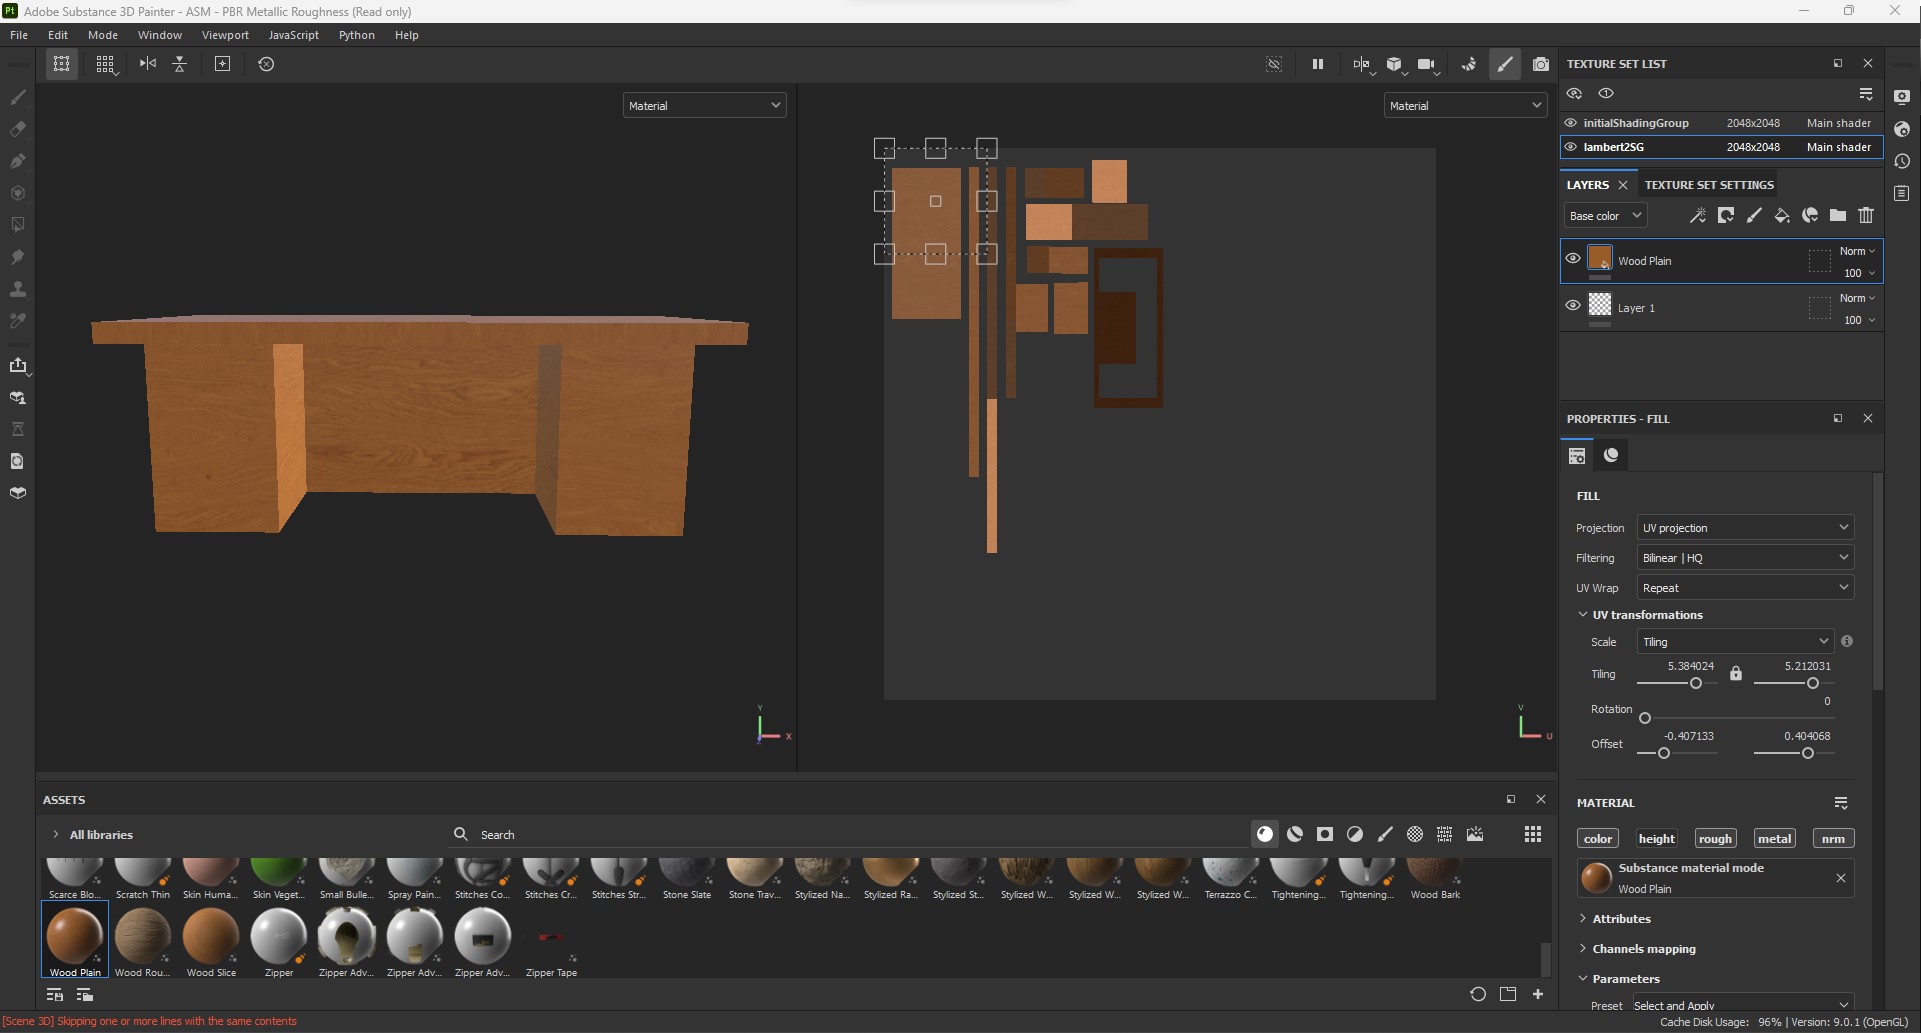 Pt Adobe Substance 3D Painter - ASM - PBR Metallic Roughness (Read only)
File Edit Mode Window Viewport JavaScript Python Help
Material
Material
TEXTURE SET LIST
initialShadingGroup 2048x2048 Main shader
lambert2SG 2048x2048 Main shader
LAYERS TEXTURE SET SETTINGS
Base color
Wood Plain Norm 100
Layer 1 Norm 100
PROPERTIES - FILL
FILL
Projection UV projection
Filtering Bilinear | HQ
UV Wrap Repeat
UV transformations
Scale Tiling
Tiling 5.384024 5.212031
Rotation 0
Offset -0.407133 0.404068
MATERIAL
color height rough metal nrm
Substance material mode
Wood Plain
Attributes
Channels mapping
Parameters
Preset Select and Apply
Y X Z
V U
ASSETS
All libraries Search
Scarce Blo... Scratch Thin Skin Huma... Skin Veget... Small Bulle... Spray Pain... Stitches Co... Stitches Cr... Stitches Str... Stone Slate Stone Trav... Stylized Na... Stylized Ra... Stylized St... Stylized W... Stylized W... Stylized W... Terrazzo C... Tightening... Tightening... Wood Bark
Wood Plain Wood Rou... Wood Slice Zipper Zipper Adv... Zipper Adv... Zipper Adv... Zipper Tape
[Scene 3D] Skipping one or more lines with the same contents
Cache Disk Usage: 96% | Version: 9.0.1 (OpenGL)